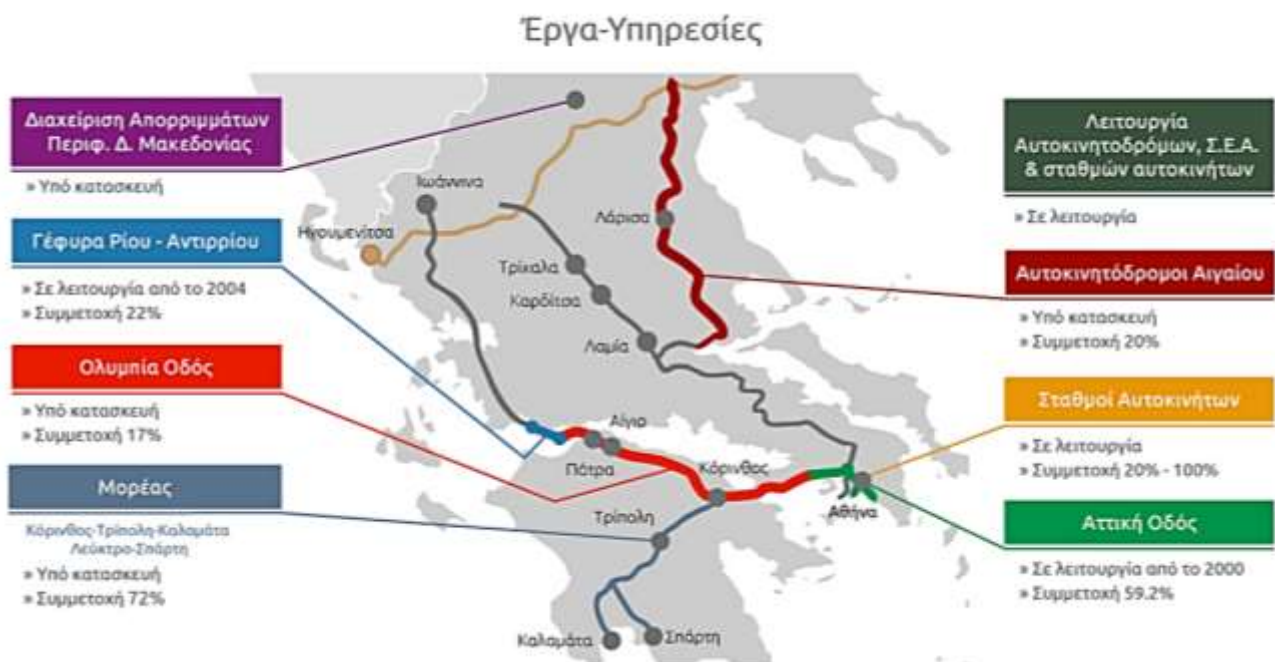 Έργα-Υπηρεσίες
Διαχείριση Απορριμμάτων
Περιφ. Δ. Μακεδονίας
» Υπό κατασκευή
Γέφυρα Ρίου - Αντιρρίου
» Σε λειτουργία από το 2004
» Συμμετοχή 22%
Ολυμπία Οδός
» Υπό κατασκευή
» Συμμετοχή 17%
Μορέας
Κόρινθος-Τρίπολη-Καλαμάτα
Λεύκτρο-Σπάρτη
» Υπό κατασκευή
» Συμμετοχή 72%
Ιωάννινα
Ηγουμενίτσα
Λάρισα
Τρίκαλα
Καρδίτσα
Λαμία
Αίγιο
Πάτρα
Κόρινθος
Αθήνα
Τρίπολη
Καλαμάτα
Σπάρτη
Λειτουργία
Αυτοκινητοδρόμων, Σ.Ε.Α.
& σταθμών αυτοκινήτων
» Σε λειτουργία
Αυτοκινητόδρομοι Αιγαίου
» Υπό κατασκευή
» Συμμετοχή 20%
Σταθμοί Αυτοκινήτων
» Σε λειτουργία
» Συμμετοχή 20% - 100%
Αττική Οδός
» Σε λειτουργία από το 2000
» Συμμετοχή 59.2%